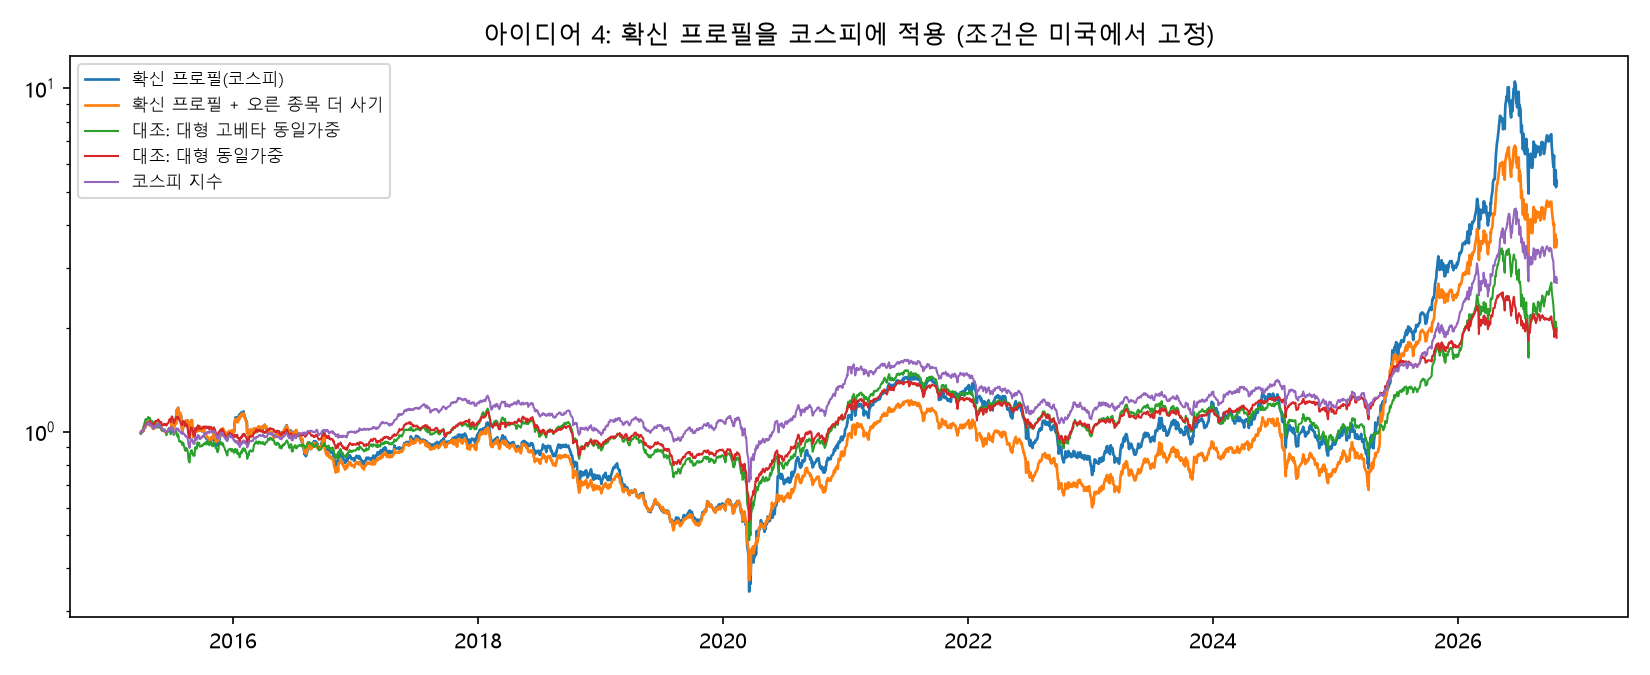 아이디어 4: 확신 프로필을 코스피에 적용 (조건은 미국에서 고정)
확신 프로필(코스피)
확신 프로필 + 오른 종목 더 사기
대조: 대형 고베타 동일가중
대조: 대형 동일가중
코스피 지수
10¹
10⁰
2016 2018 2020 2022 2024 2026